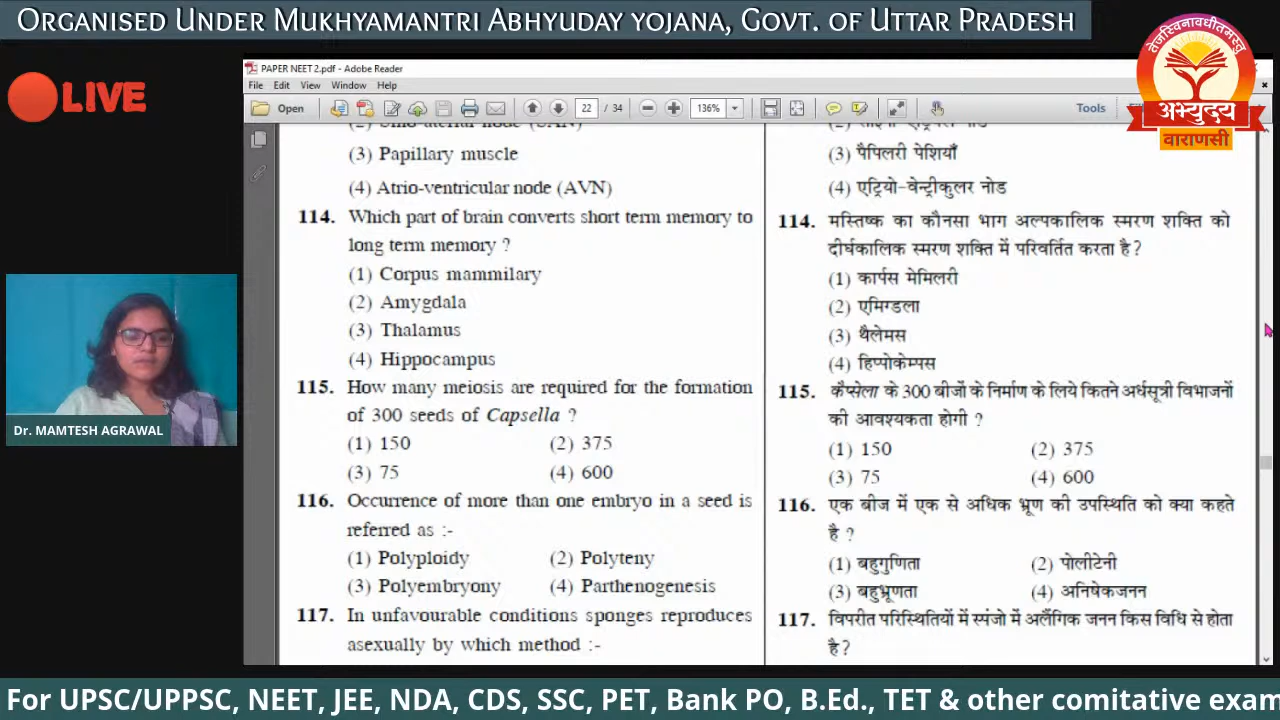 ORGANISED UNDER MUKHYAMANTRI ABHYUDAY YOJANA, GOVT. OF UTTAR PRADESH
तेजस्विनावधीतमस्तु
अभ्युदय
वाराणसी
LIVE
PAPER NEET 2.pdf - Adobe Reader
File Edit View Window Help
Open 22 / 34 136% Tools
(2) Sino-aterial node (SAN)
(3) Papillary muscle
(4) Atrio-ventricular node (AVN)
114. Which part of brain converts short term memory to
long term memory ?
(1) Corpus mammilary
(2) Amygdala
(3) Thalamus
(4) Hippocampus
115. How many meiosis are required for the formation
of 300 seeds of Capsella ?
(1) 150 (2) 375
(3) 75 (4) 600
116. Occurrence of more than one embryo in a seed is
referred as :-
(1) Polyploidy (2) Polyteny
(3) Polyembryony (4) Parthenogenesis
117. In unfavourable conditions sponges reproduces
asexually by which method :-
(3) पैपिलरी पेशियाँ
(4) एट्रियो-वेन्ट्रीकुलर नोड
114. मस्तिष्क का कौनसा भाग अल्पकालिक स्मरण शक्ति को
दीर्घकालिक स्मरण शक्ति में परिवर्तित करता है?
(1) कार्पस मेमिलरी
(2) एमिग्डला
(3) थैलेमस
(4) हिप्पोकेम्पस
115. कैप्सेला के 300 बीजों के निर्माण के लिये कितने अर्धसूत्री विभाजनों
की आवश्यकता होगी ?
(1) 150 (2) 375
(3) 75 (4) 600
116. एक बीज में एक से अधिक भ्रूण की उपस्थिति को क्या कहते
है ?
(1) बहुगुणिता (2) पोलीटेनी
(3) बहुभ्रूणता (4) अनिषेकजनन
117. विपरीत परिस्थितियों में स्पंजो में अलैंगिक जनन किस विधि से होता
है?
Dr. MAMTESH AGRAWAL
For UPSC/UPPSC, NEET, JEE, NDA, CDS, SSC, PET, Bank PO, B.Ed., TET & other comitative exam